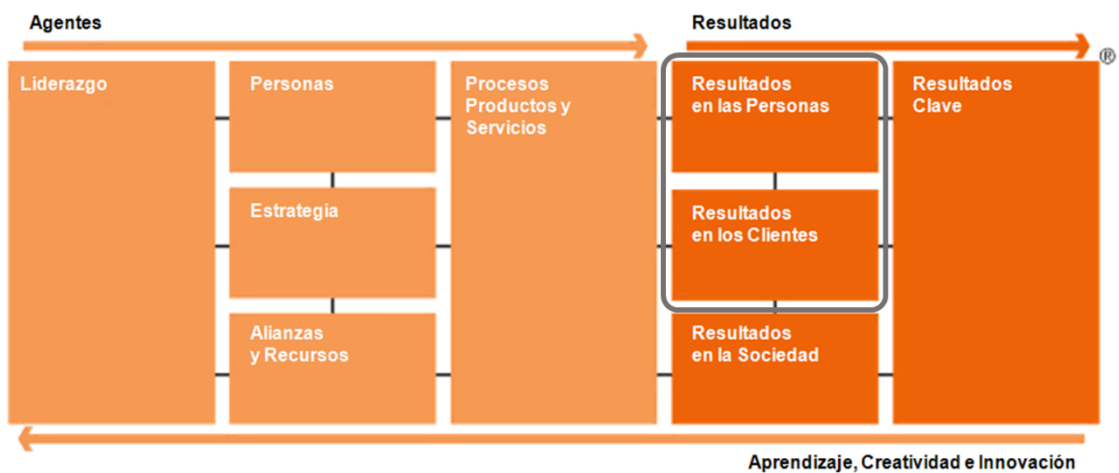 Agentes
Resultados
®
Liderazgo
Personas
Procesos
Productos y
Servicios
Resultados
en las Personas
Resultados
Clave
Estrategia
Resultados
en los Clientes
Alianzas
y Recursos
Resultados
en la Sociedad
Aprendizaje, Creatividad e Innovación